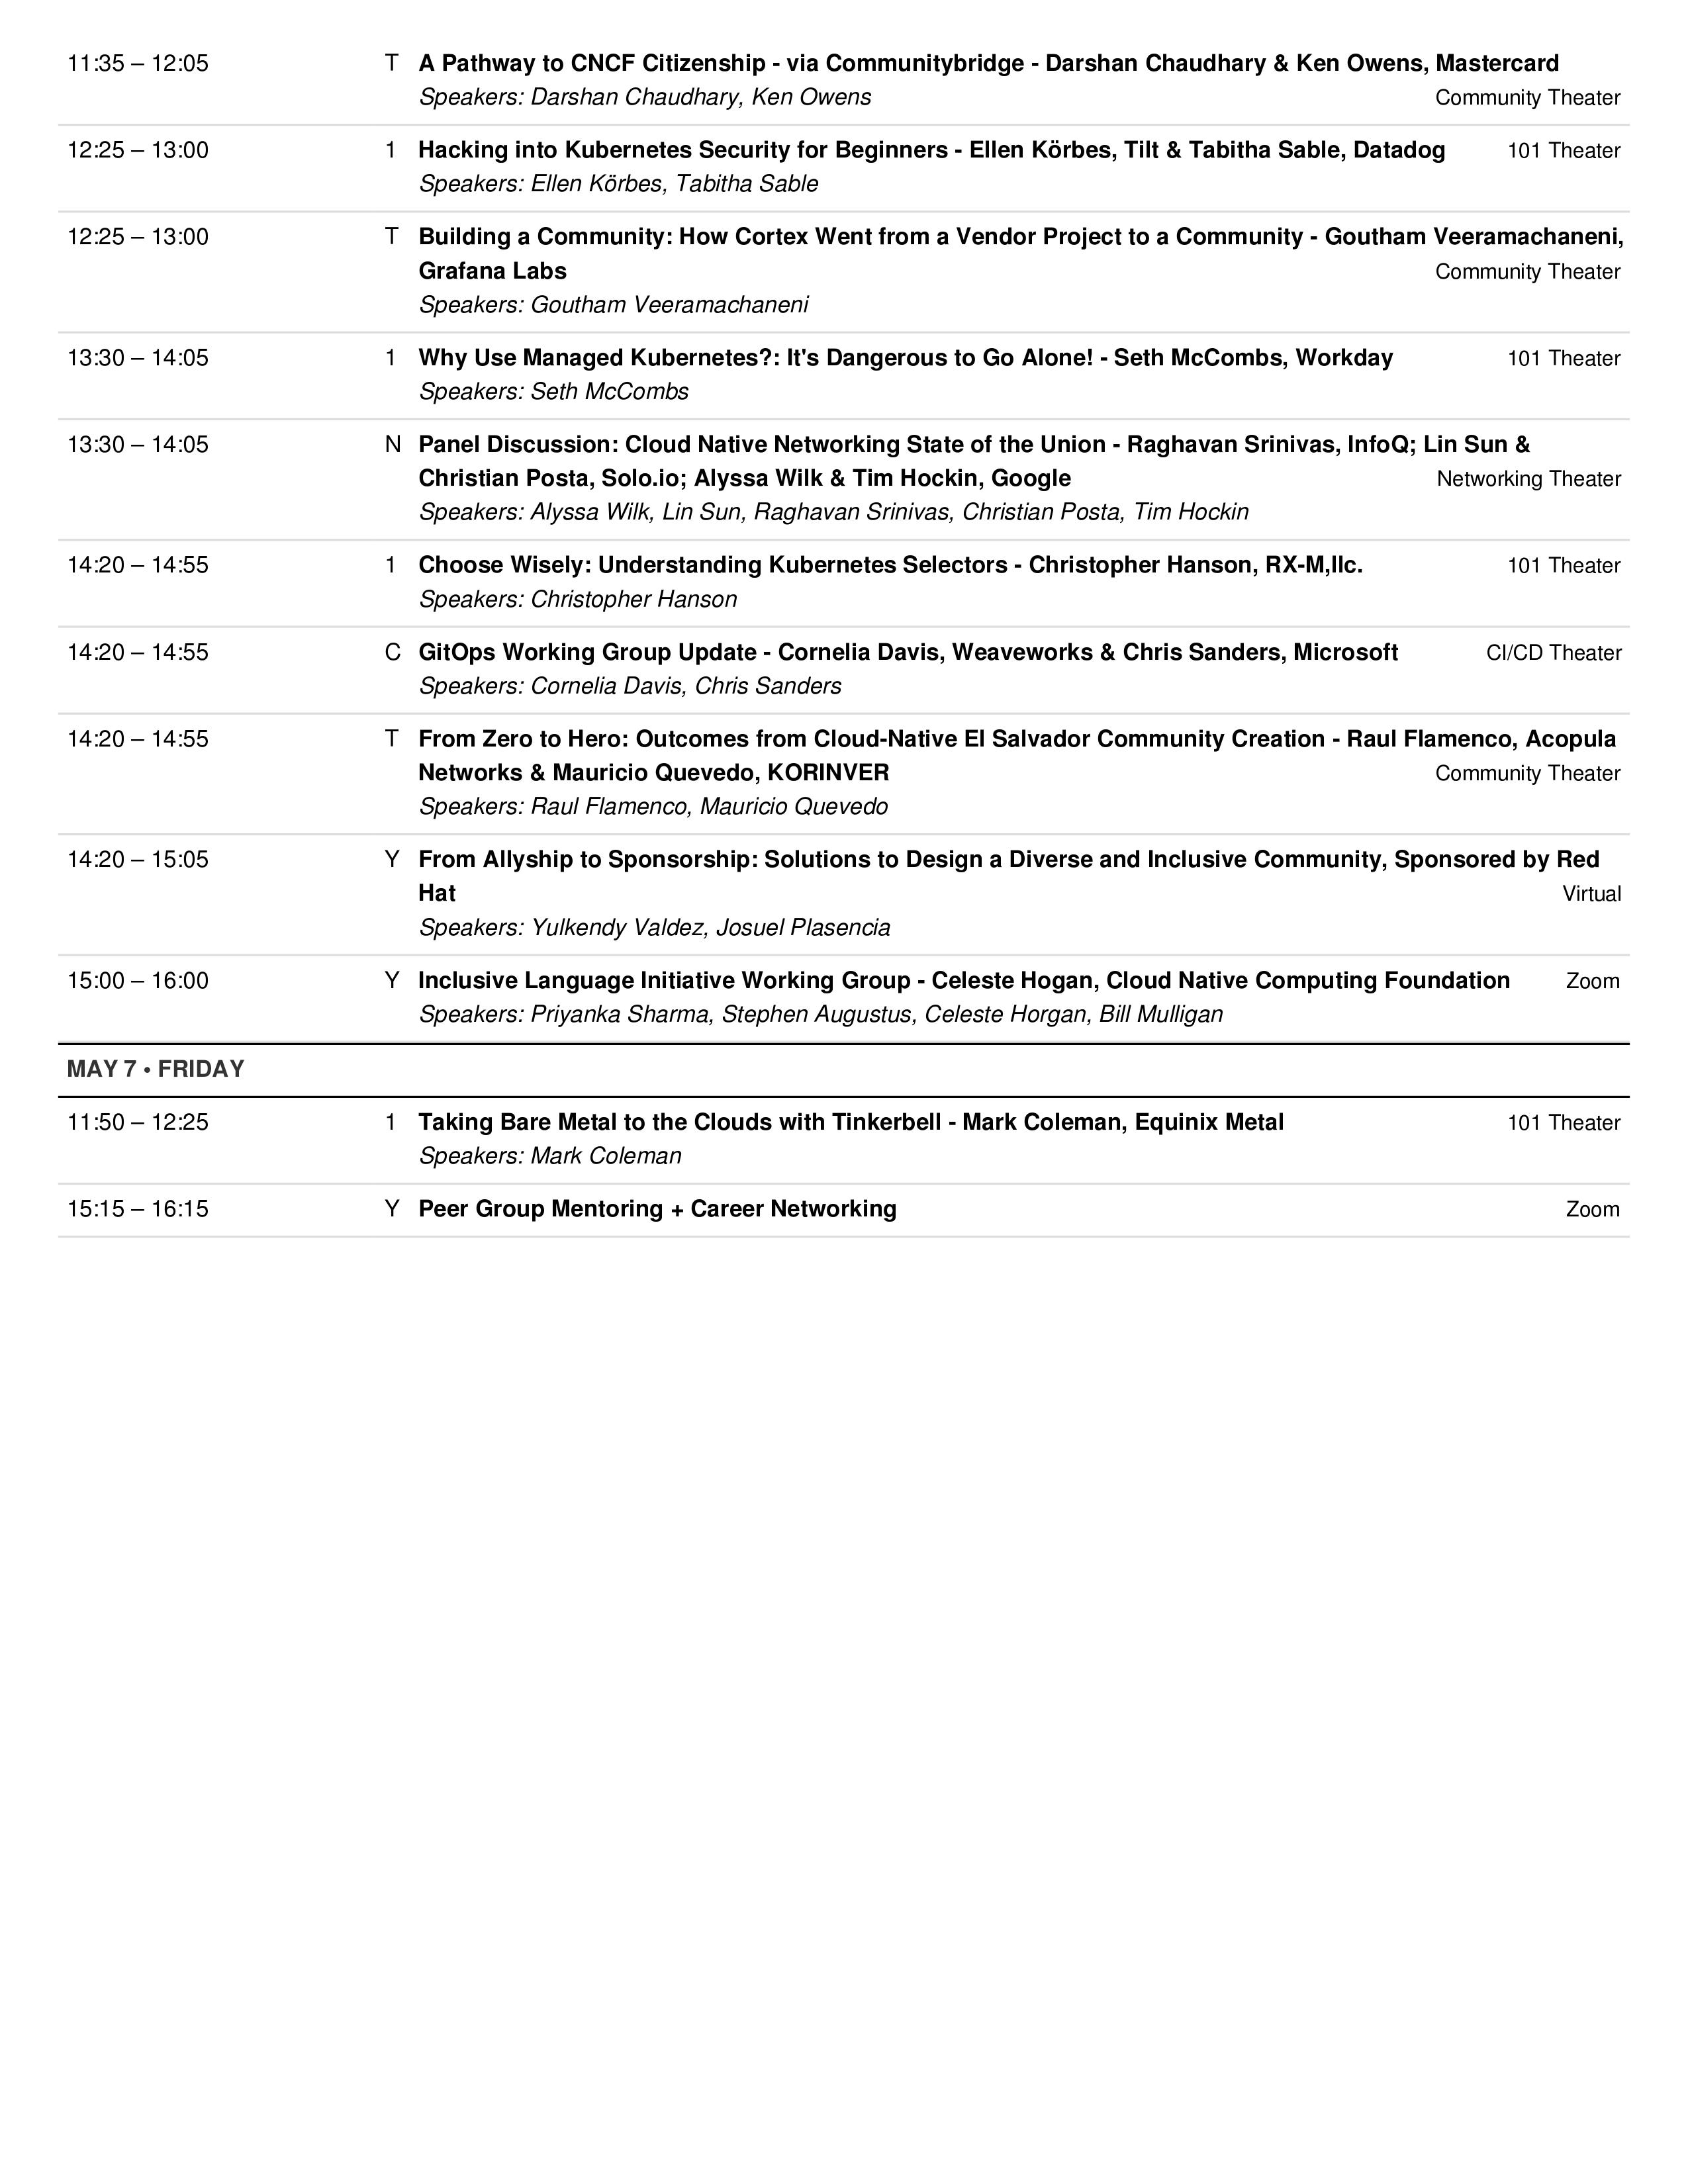 11:35 – 12:05 T A Pathway to CNCF Citizenship - via Communitybridge - Darshan Chaudhary & Ken Owens, Mastercard
Speakers: Darshan Chaudhary, Ken Owens Community Theater
12:25 – 13:00 1 Hacking into Kubernetes Security for Beginners - Ellen Körbes, Tilt & Tabitha Sable, Datadog 101 Theater
Speakers: Ellen Körbes, Tabitha Sable
12:25 – 13:00 T Building a Community: How Cortex Went from a Vendor Project to a Community - Goutham Veeramachaneni,
Grafana Labs Community Theater
Speakers: Goutham Veeramachaneni
13:30 – 14:05 1 Why Use Managed Kubernetes?: It's Dangerous to Go Alone! - Seth McCombs, Workday 101 Theater
Speakers: Seth McCombs
13:30 – 14:05 N Panel Discussion: Cloud Native Networking State of the Union - Raghavan Srinivas, InfoQ; Lin Sun &
Christian Posta, Solo.io; Alyssa Wilk & Tim Hockin, Google Networking Theater
Speakers: Alyssa Wilk, Lin Sun, Raghavan Srinivas, Christian Posta, Tim Hockin
14:20 – 14:55 1 Choose Wisely: Understanding Kubernetes Selectors - Christopher Hanson, RX-M,llc. 101 Theater
Speakers: Christopher Hanson
14:20 – 14:55 C GitOps Working Group Update - Cornelia Davis, Weaveworks & Chris Sanders, Microsoft CI/CD Theater
Speakers: Cornelia Davis, Chris Sanders
14:20 – 14:55 T From Zero to Hero: Outcomes from Cloud-Native El Salvador Community Creation - Raul Flamenco, Acopula
Networks & Mauricio Quevedo, KORINVER Community Theater
Speakers: Raul Flamenco, Mauricio Quevedo
14:20 – 15:05 Y From Allyship to Sponsorship: Solutions to Design a Diverse and Inclusive Community, Sponsored by Red
Hat Virtual
Speakers: Yulkendy Valdez, Josuel Plasencia
15:00 – 16:00 Y Inclusive Language Initiative Working Group - Celeste Hogan, Cloud Native Computing Foundation Zoom
Speakers: Priyanka Sharma, Stephen Augustus, Celeste Horgan, Bill Mulligan
MAY 7 • FRIDAY
11:50 – 12:25 1 Taking Bare Metal to the Clouds with Tinkerbell - Mark Coleman, Equinix Metal 101 Theater
Speakers: Mark Coleman
15:15 – 16:15 Y Peer Group Mentoring + Career Networking Zoom